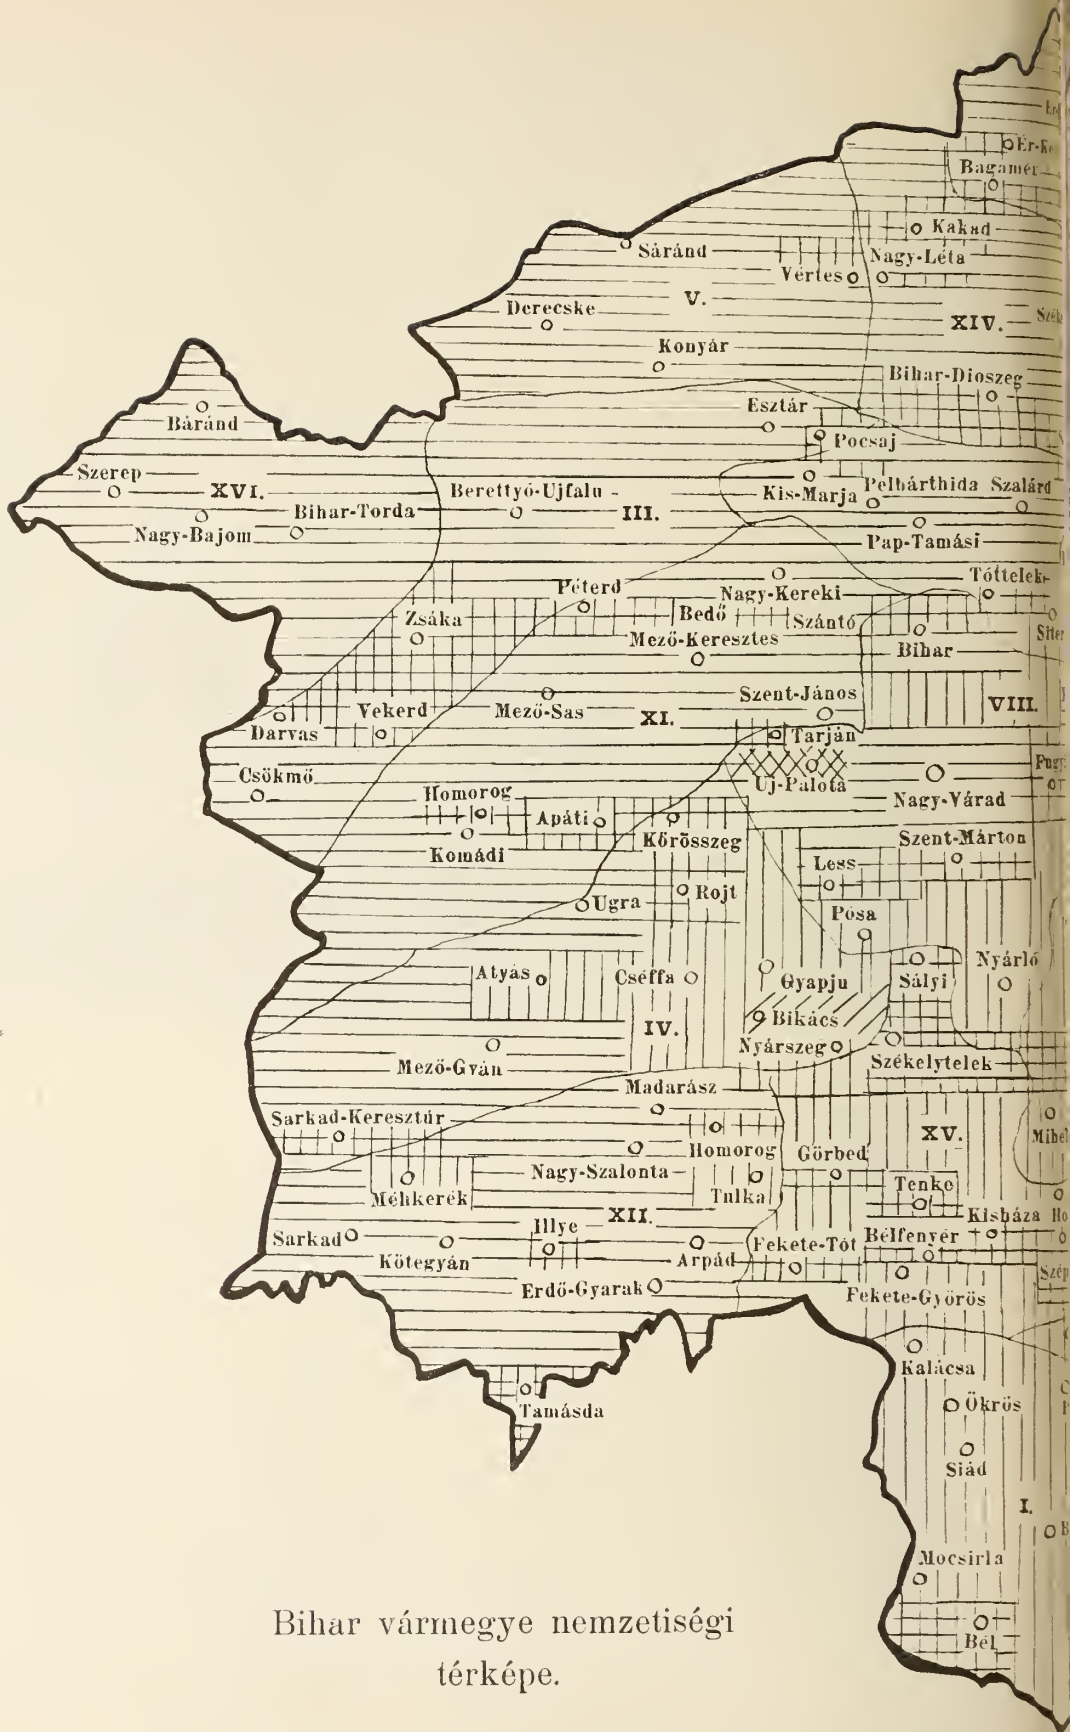 Bagamér
Kakad
Sáránd
Nagy-Léta
Vértes
V.
Derecske
XIV.
Konyár
Bihar-Dioszeg
Esztár
Báránd
Pocsaj
Szerep
XVI.
Berettyó-Ujfalu
Kis-Marja
Pelbárthida
Szalárd
Bihar-Torda
III.
Nagy-Bajom
Pap-Tamási
Tóttelek
Péterd
Nagy-Kereki
Bedő
Szántó
Zsáka
Mező-Keresztes
Bihar
Szent-János
VIII.
Vekerd
Mező-Sas
XI.
Darvas
Tarján
Csökmő
Uj-Palota
Homorog
Nagy-Várad
Apáti
Kőrösszeg
Szent-Márton
Komádi
Less
Rojt
Ugra
Pósa
Nyárló
Atyás
Cséffa
Gyapju
Sályi
Bikács
IV.
Nyárszeg
Székelytelek
Mező-Gyán
Madarász
Sarkad-Keresztúr
XV.
Homorog
Görbed
Nagy-Szalonta
Tulka
Tenke
Méhkerék
XII.
Kisháza
Illye
Sarkad
Bélfenyér
Fekete-Tót
Kötegyán
Arpád
Erdő-Gyarak
Fekete-Győrös
Kalácsa
Tamásda
Ökrös
Siád
I.
Mocsirla
Bél
Bihar vármegye nemzetiségi
térképe.